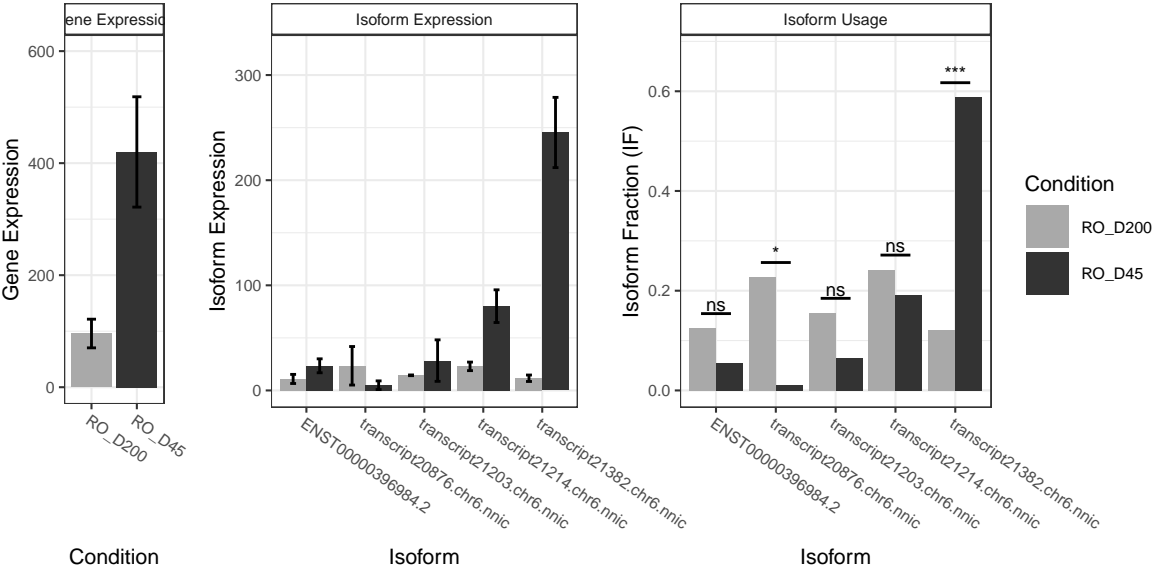 ene Expressio
Gene Expression
600
400
200
0
RO_D200
RO_D45
Condition
Isoform Expression
Isoform Expression
300
200
100
0
ENST00000396984.2
transcript20876.chr6.nnic
transcript21203.chr6.nnic
transcript21214.chr6.nnic
transcript21382.chr6.nnic
Isoform
Isoform Usage
Isoform Fraction (IF)
0.6
0.4
0.2
0.0
ns
*
ns
ns
***
ENST00000396984.2
transcript20876.chr6.nnic
transcript21203.chr6.nnic
transcript21214.chr6.nnic
transcript21382.chr6.nnic
Isoform
Condition
RO_D200
RO_D45